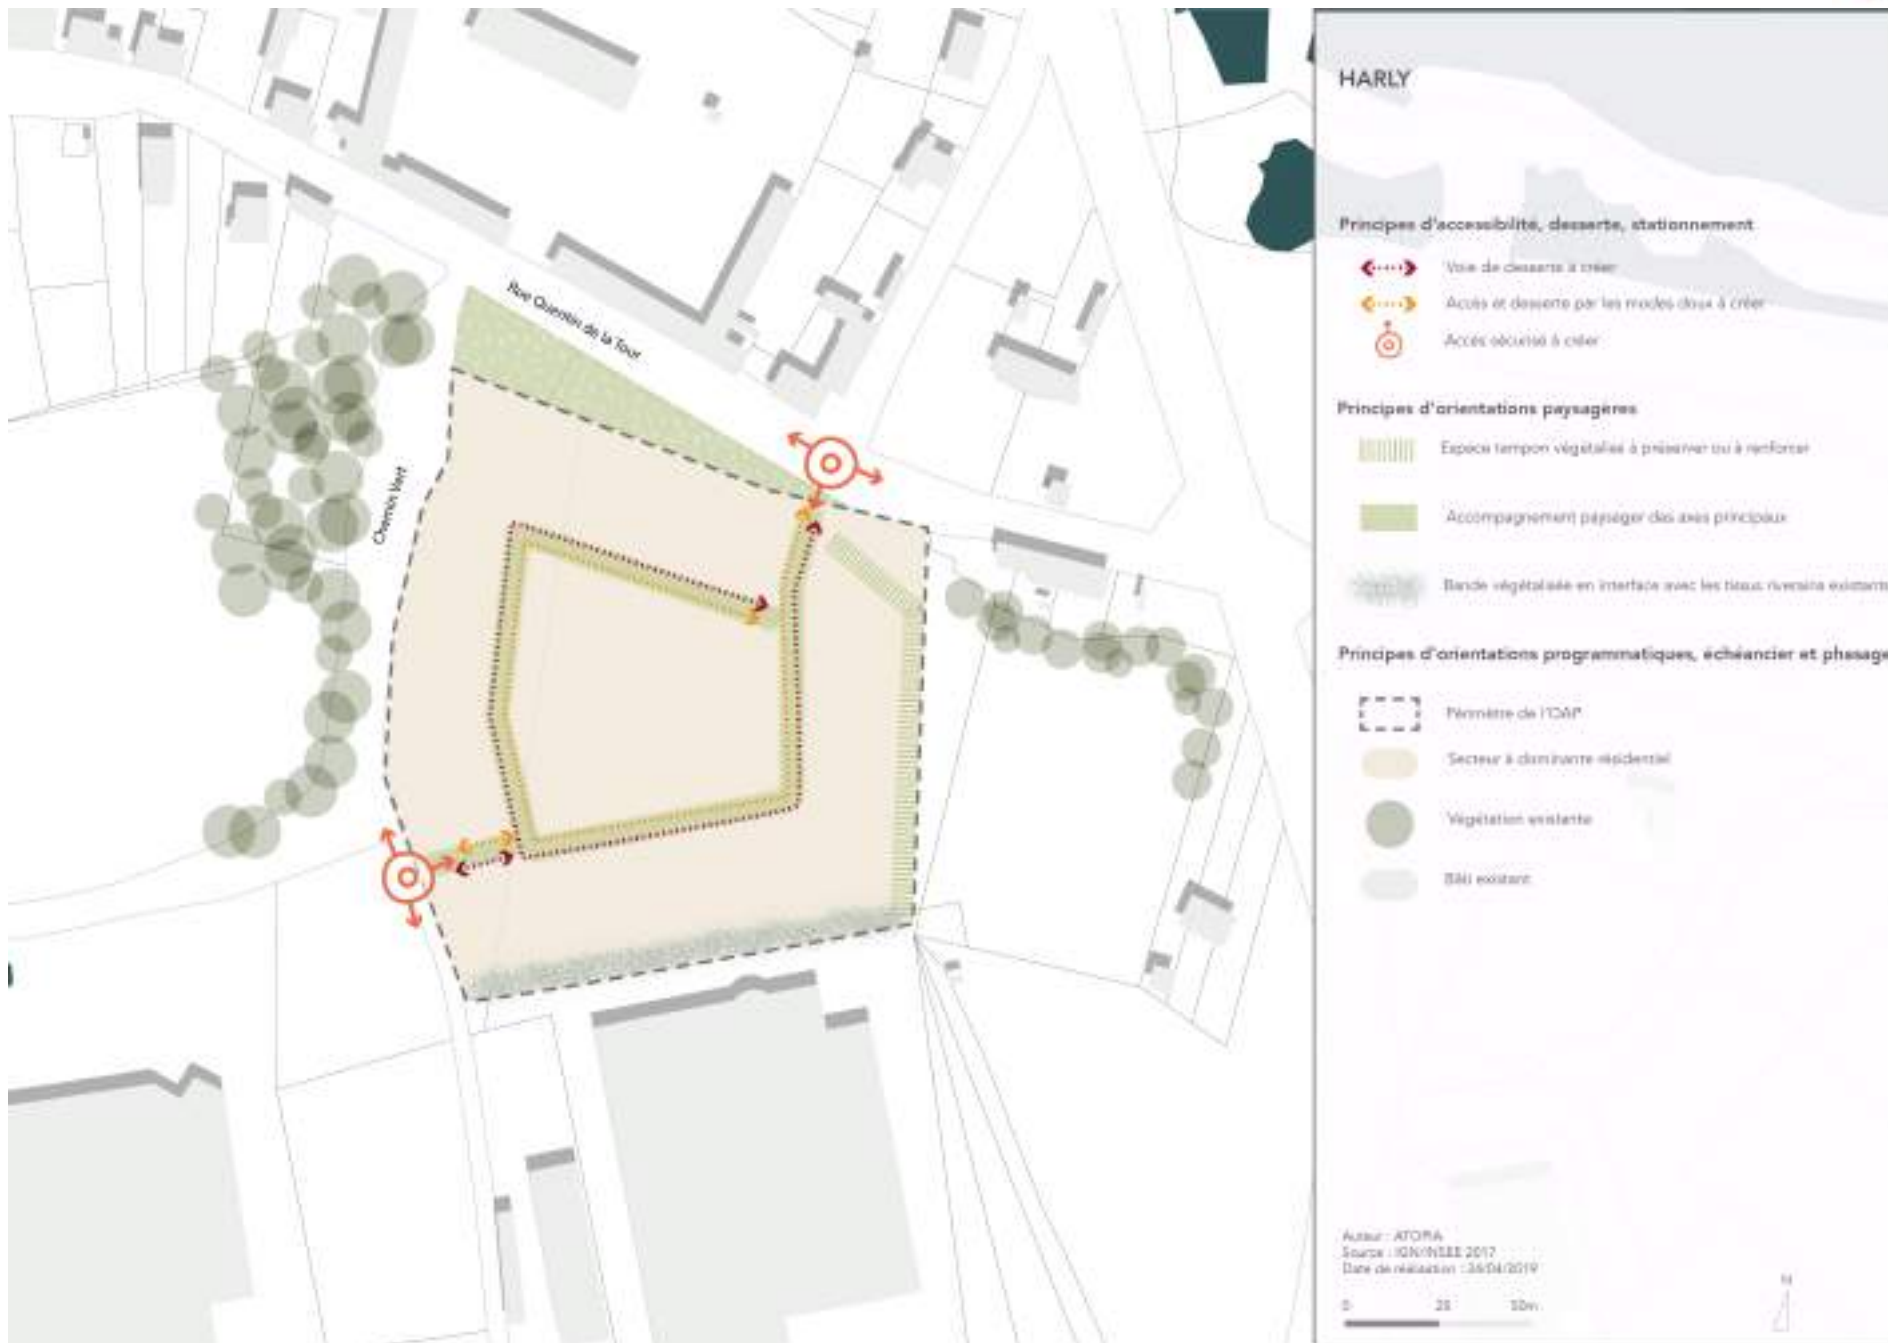 HARLY
Principes d'accessibilité, desserte, stationnement
Voie de desserte à créer
Accès et desserte par les modes doux à créer
Accès sécurisé à créer
Principes d'orientations paysagères
Espace tampon végétalisé à préserver ou à renforcer
Accompagnement paysager des axes principaux
Bande végétalisée en interface avec les tissus riverains existants
Principes d'orientations programmatiques, échéancier et phasage
Périmètre de l'OAP
Secteur à dominante résidentiel
Végétation existante
Bâti existant
Rue Quentin de la Tour
Chemin Vert
Auteur : ATOPIA
Source : IGN/INSEE 2017
Date de réalisation : 26/04/2019
0 25 50m
N